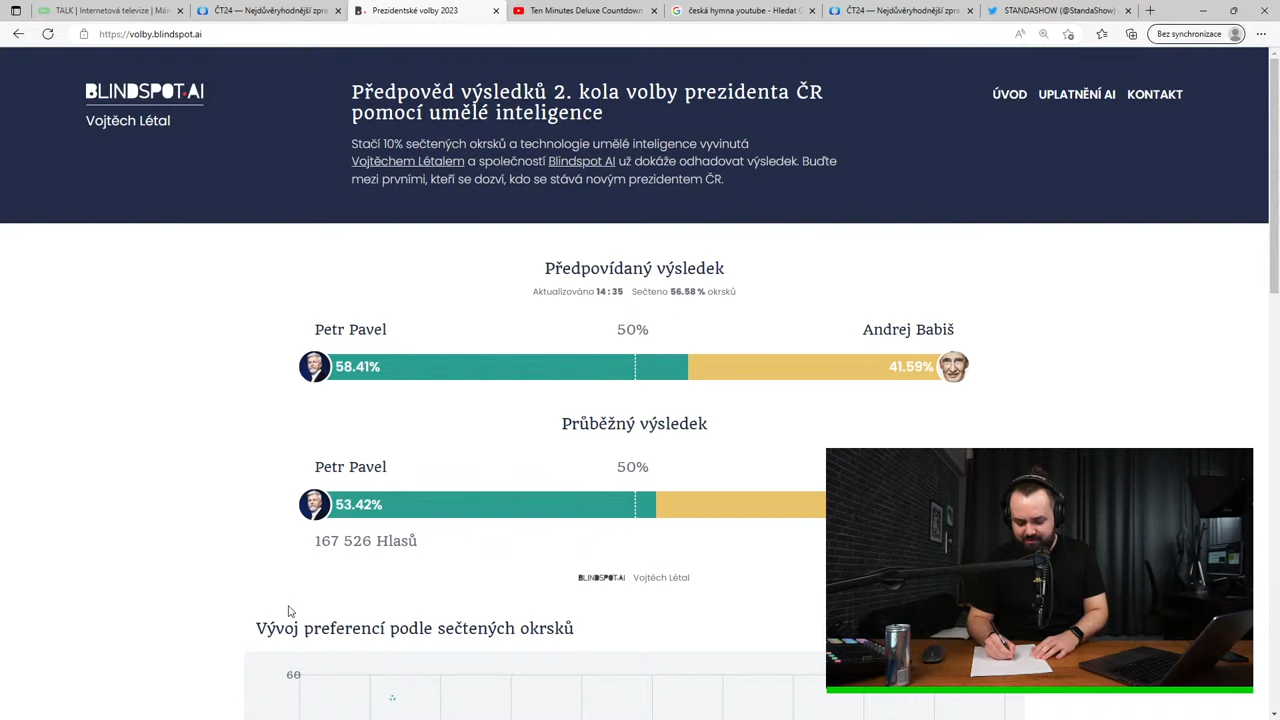 TALK | Internetová televize | Már
ČT24 — Nejdůvěryhodnější zpra
Prezidentské volby 2023
Ten Minutes Deluxe Countdown
česká hymna youtube - Hledat G
ČT24 — Nejdůvěryhodnější zpra
STANDASHOW (@StandaShow)
https://volby.blindspot.ai
Bez synchronizace
BLINDSPOT.AI
Vojtěch Létal
Předpověd výsledků 2. kola volby prezidenta ČR
pomocí umělé inteligence
ÚVOD UPLATNĚNÍ AI KONTAKT
Stačí 10% sečtených okrsků a technologie umělé inteligence vyvinutá
Vojtěchem Létalem a společností Blindspot AI už dokáže odhadovat výsledek. Buďte
mezi prvními, kteří se dozví, kdo se stává novým prezidentem ČR.
Předpovídaný výsledek
Aktualizováno 14:35 Sečteno 56.58 % okrsků
Petr Pavel 50% Andrej Babiš
58.41% 41.59%
Průběžný výsledek
Petr Pavel 50%
53.42%
167 526 Hlasů
BLINDSPOT.AI Vojtěch Létal
Vývoj preferencí podle sečtených okrsků
60